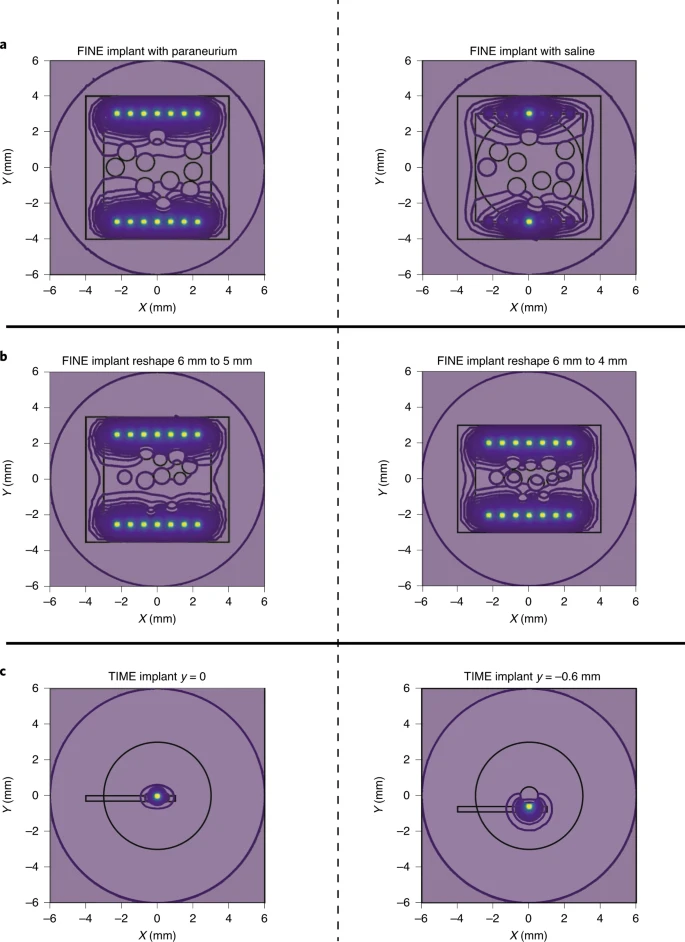 a
FINE implant with paraneurium
FINE implant with saline
6
4
2
0
–2
–4
–6
Y (mm)
–6 –4 –2 0 2 4 6
X (mm)
6
4
2
0
–2
–4
–6
Y (mm)
–6 –4 –2 0 2 4 6
X (mm)
b
FINE implant reshape 6 mm to 5 mm
FINE implant reshape 6 mm to 4 mm
6
4
2
0
–2
–4
–6
Y (mm)
–6 –4 –2 0 2 4 6
X (mm)
6
4
2
0
–2
–4
–6
Y (mm)
–6 –4 –2 0 2 4 6
X (mm)
c
TIME implant y = 0
TIME implant y = –0.6 mm
6
4
2
0
–2
–4
–6
Y (mm)
–6 –4 –2 0 2 4 6
X (mm)
6
4
2
0
–2
–4
–6
Y (mm)
–6 –4 –2 0 2 4 6
X (mm)